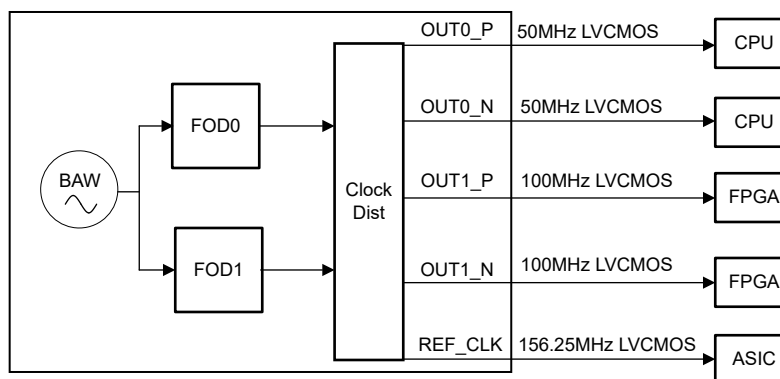 OUT0_P 50MHz LVCMOS CPU
OUT0_N 50MHz LVCMOS CPU
FOD0
BAW
Clock
Dist
OUT1_P 100MHz LVCMOS FPGA
FOD1
OUT1_N 100MHz LVCMOS FPGA
REF_CLK 156.25MHz LVCMOS ASIC